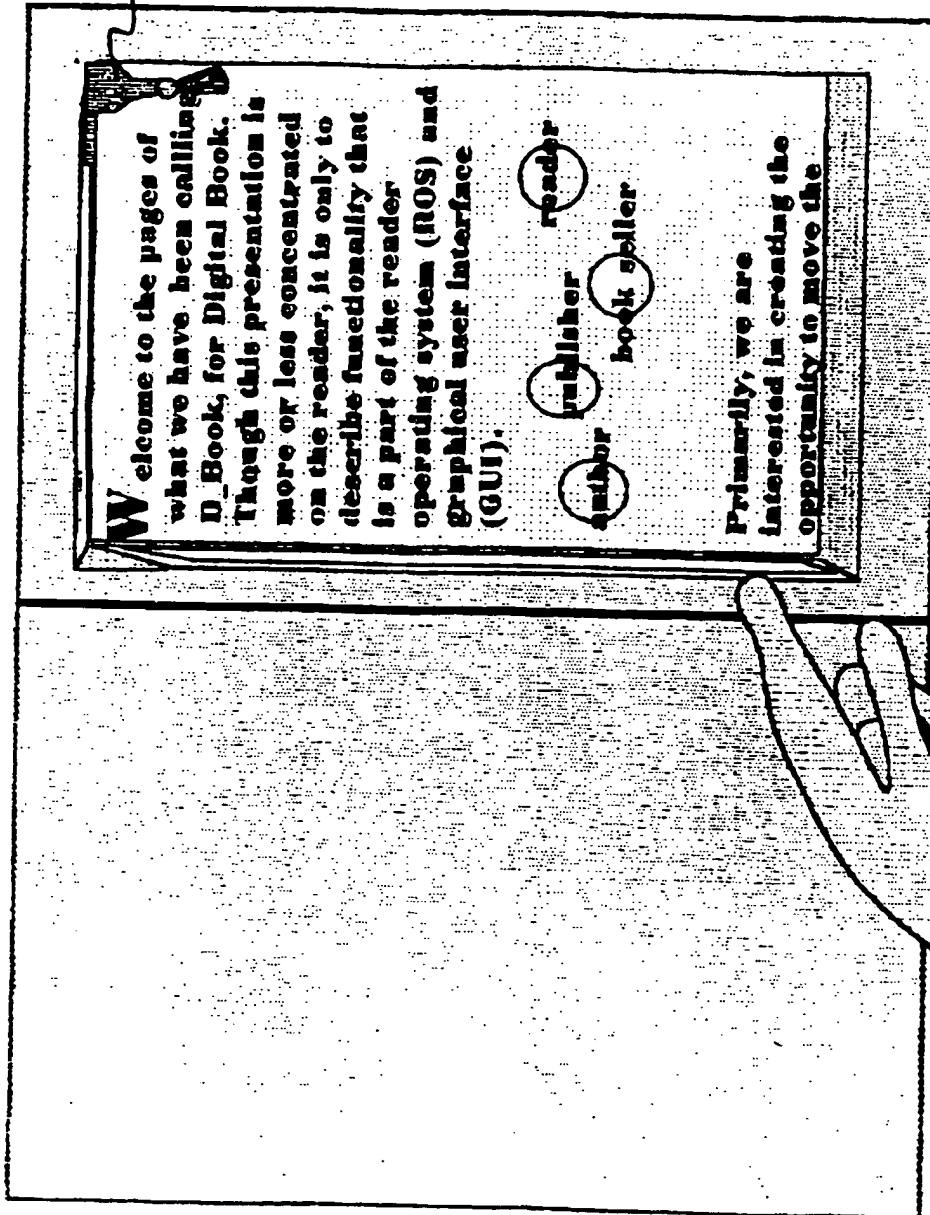 Welcome to the pages of
what we have been calling
D_Book, for Digital Book.
Though this presentation is
more or less concentrated
on the reader, it is only to
describe functionality that
is a part of the reader
operating system (ROS) and
graphical user interface
(GUI).
author publisher book seller reader
Primarily, we are
interested in creating the
opportunity to move the